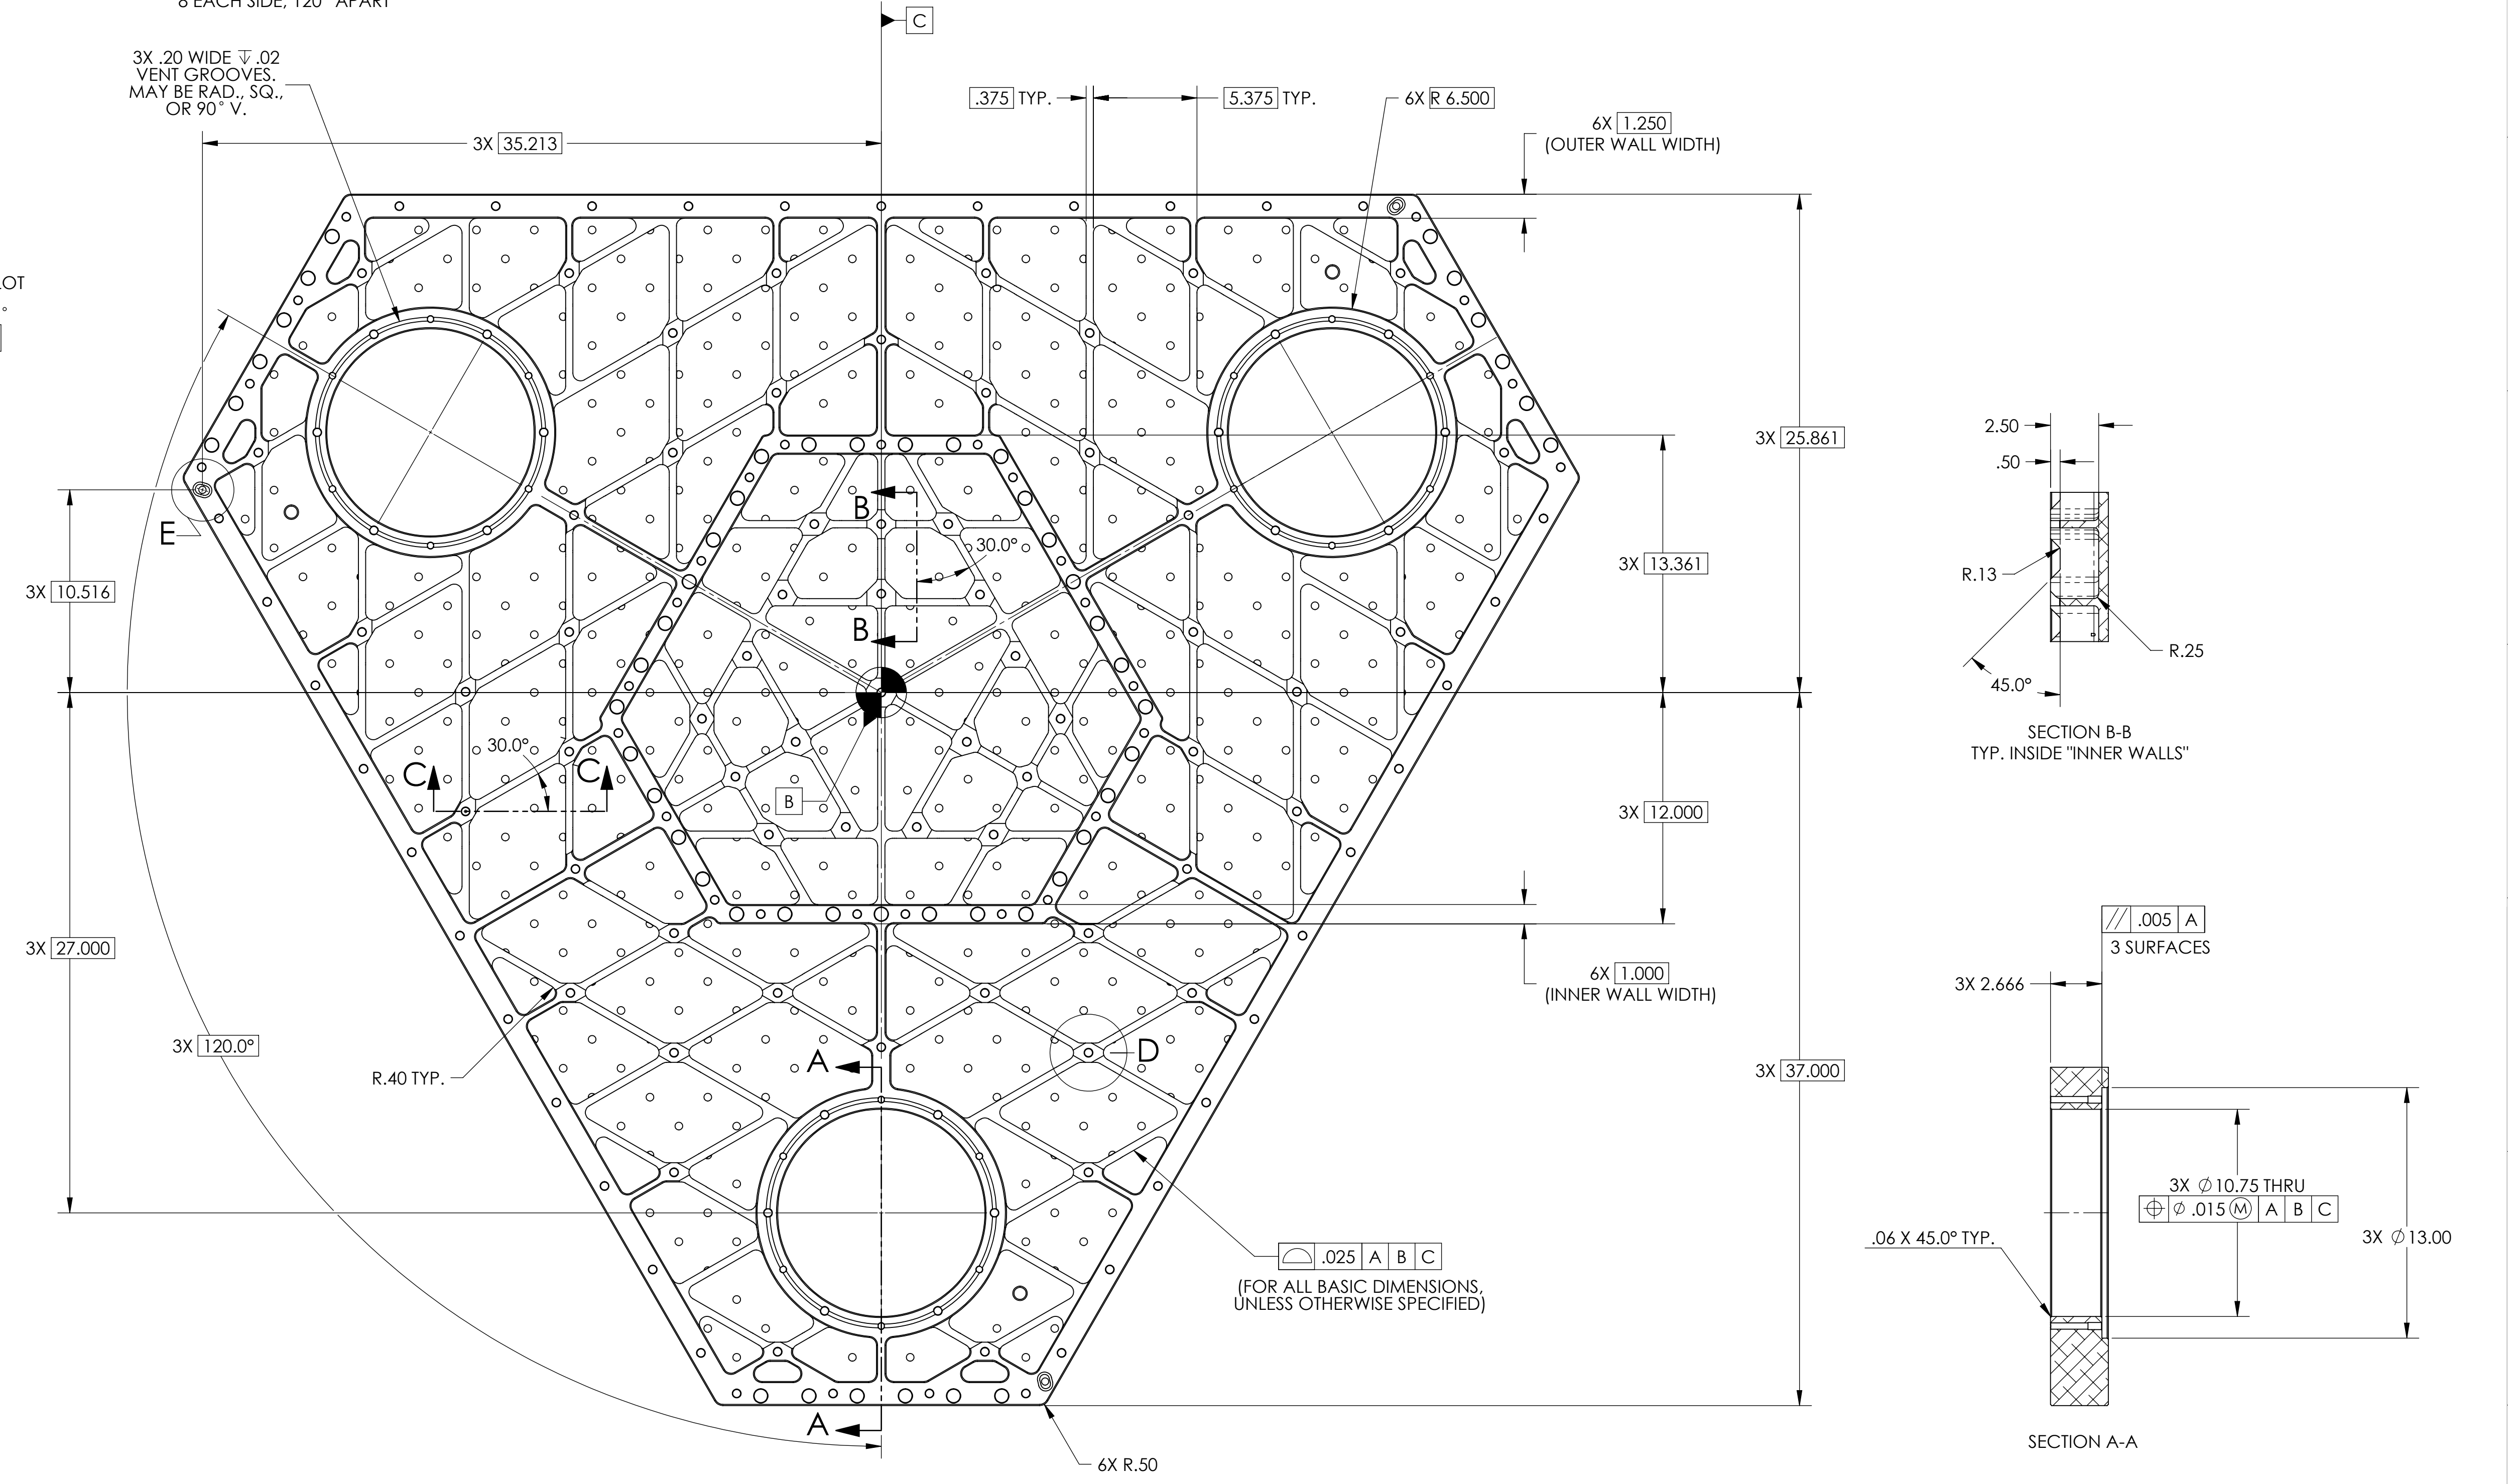 8 EACH SIDE, 120° APART
C
3X .20 WIDE ↧ .02
VENT GROOVES.
MAY BE RAD., SQ.,
OR 90° V.
.375 TYP.
5.375 TYP.
6X R 6.500
6X 1.250
(OUTER WALL WIDTH)
3X 35.213
LOT
°
3X 25.861
2.50
.50
B
30.0°
E
3X 13.361
3X 10.516
R.13
B
R.25
45.0°
SECTION B-B
TYP. INSIDE "INNER WALLS"
30.0°
C
C
B
3X 12.000
// .005 A
3 SURFACES
3X 27.000
6X 1.000
(INNER WALL WIDTH)
3X 2.666
3X 120.0°
R.40 TYP.
A
D
3X 37.000
3X ⌀10.75 THRU
⌖ ⌀ .015 Ⓜ A B C
3X ⌀13.00
.06 X 45.0° TYP.
⌓ .025 A B C
(FOR ALL BASIC DIMENSIONS,
UNLESS OTHERWISE SPECIFIED)
A
6X R.50
SECTION A-A